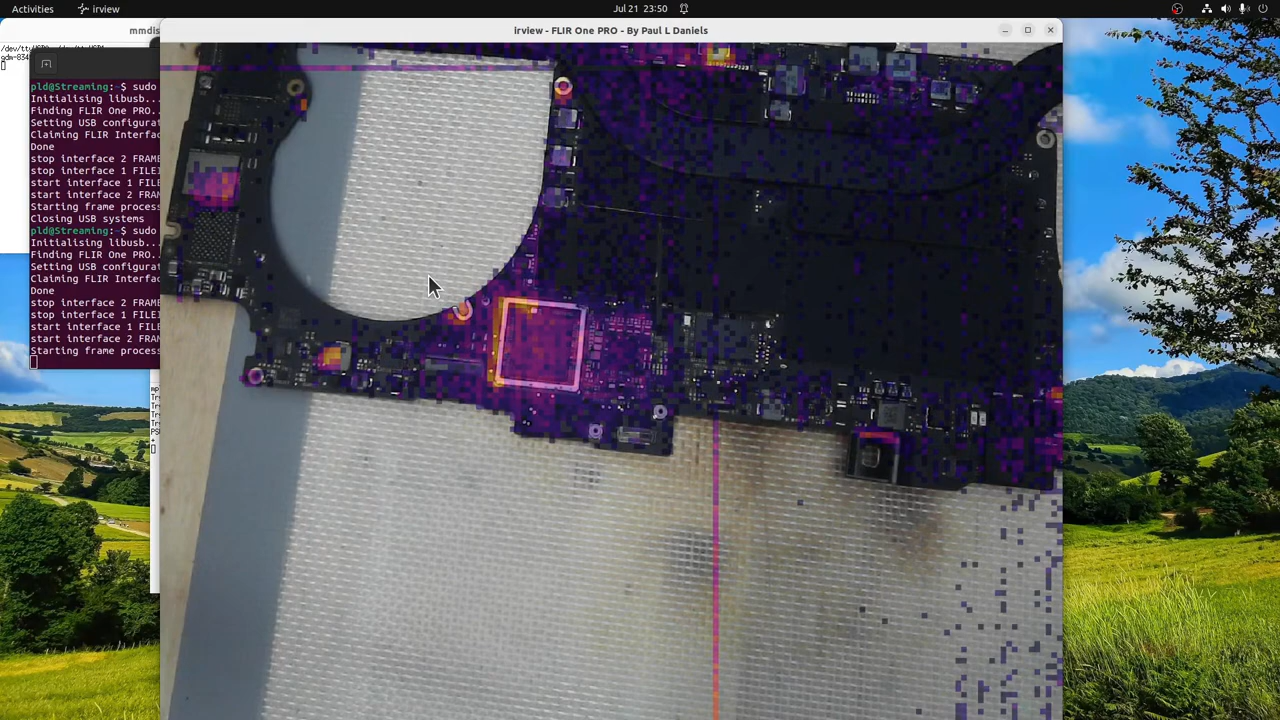 Activities
irview
Jul 21 23:50
mmdis
irview - FLIR One PRO - By Paul L Daniels
pld@Streaming:~$ sudo
Initialising libusb...
Finding FLIR One PRO...
Setting USB configurat
Claiming FLIR Interfac
Done
stop interface 2 FRAME
stop interface 1 FILEI
start interface 1 FILE
start interface 2 FRAM
Starting frame process
Closing USB systems
pld@Streaming:~$ sudo
Initialising libusb...
Finding FLIR One PRO...
Setting USB configurat
Claiming FLIR Interfac
Done
stop interface 2 FRAME
stop interface 1 FILEI
start interface 1 FILE
start interface 2 FRAM
Starting frame process